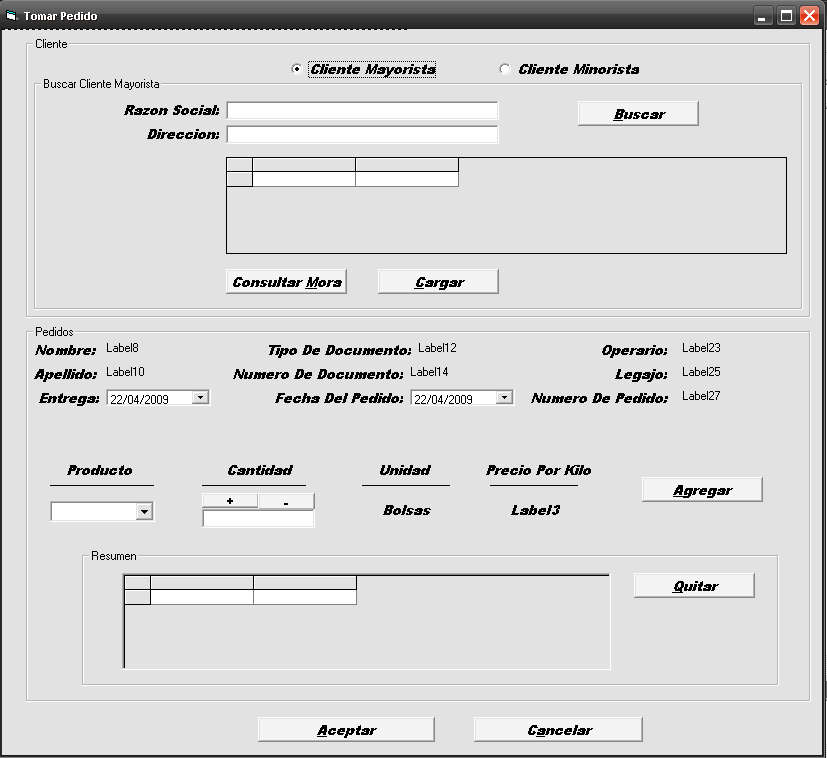 Tomar Pedido
Cliente
Cliente Mayorista Cliente Minorista
Buscar Cliente Mayorista
Razon Social: Buscar
Direccion:
Consultar Mora Cargar
Pedidos
Nombre: Label8 Tipo De Documento: Label12 Operario: Label23
Apellido: Label10 Numero De Documento: Label14 Legajo: Label25
Entrega: 22/04/2009 Fecha Del Pedido: 22/04/2009 Numero De Pedido: Label27
Producto Cantidad Unidad Precio Por Kilo
+ - Agregar
Bolsas Label3
Resumen
Quitar
Aceptar Cancelar